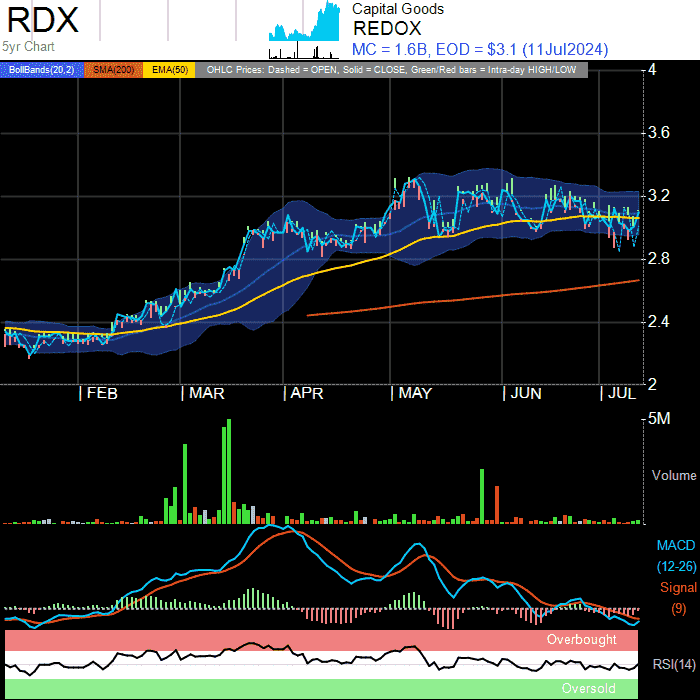 RDX
5yr Chart
Capital Goods
REDOX
MC = 1.6B, EOD = $3.1 (11Jul2024)
BollBands(20,2) SMA(200) EMA(50) OHLC Prices: Dashed = OPEN, Solid = CLOSE, Green/Red bars = Intra-day HIGH/LOW
4
3.6
3.2
2.8
2.4
2
FEB MAR APR MAY JUN JUL
5M
Volume
MACD
(12-26)
Signal
(9)
Overbought
RSI(14)
Oversold